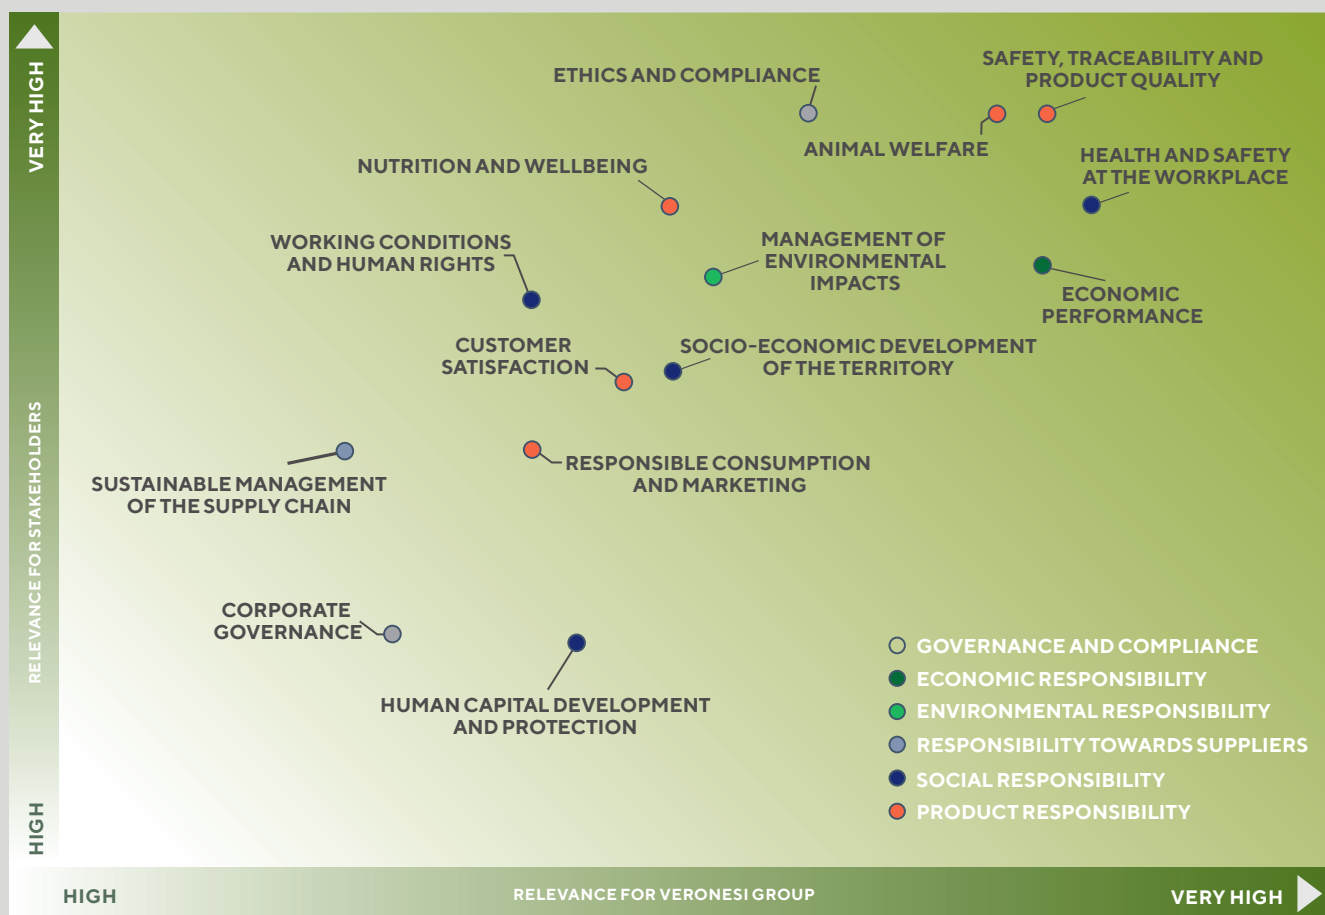 VERY HIGH
RELEVANCE FOR STAKEHOLDERS
HIGH
ETHICS AND COMPLIANCE
SAFETY, TRACEABILITY AND
PRODUCT QUALITY
ANIMAL WELFARE
HEALTH AND SAFETY
AT THE WORKPLACE
NUTRITION AND WELLBEING
WORKING CONDITIONS
AND HUMAN RIGHTS
MANAGEMENT OF
ENVIRONMENTAL
IMPACTS
ECONOMIC
PERFORMANCE
CUSTOMER
SATISFACTION
SOCIO-ECONOMIC DEVELOPMENT
OF THE TERRITORY
SUSTAINABLE MANAGEMENT
OF THE SUPPLY CHAIN
RESPONSIBLE CONSUMPTION
AND MARKETING
CORPORATE
GOVERNANCE
HUMAN CAPITAL DEVELOPMENT
AND PROTECTION
GOVERNANCE AND COMPLIANCE
ECONOMIC RESPONSIBILITY
ENVIRONMENTAL RESPONSIBILITY
RESPONSIBILITY TOWARDS SUPPLIERS
SOCIAL RESPONSIBILITY
PRODUCT RESPONSIBILITY
HIGH
RELEVANCE FOR VERONESI GROUP
VERY HIGH